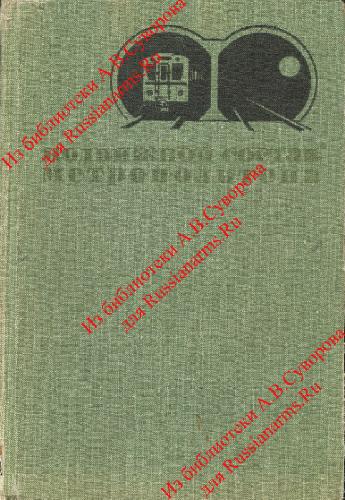 Из библиотеки А.В.Суворова
для Russianarms.Ru
ПОДВИЖНОЙ СОСТАВ
МЕТРОПОЛИТЕНА
Из библиотеки А.В.Суворова
для Russianarms.Ru
Из библиотеки А.В.Суворова
для Russianarms.Ru